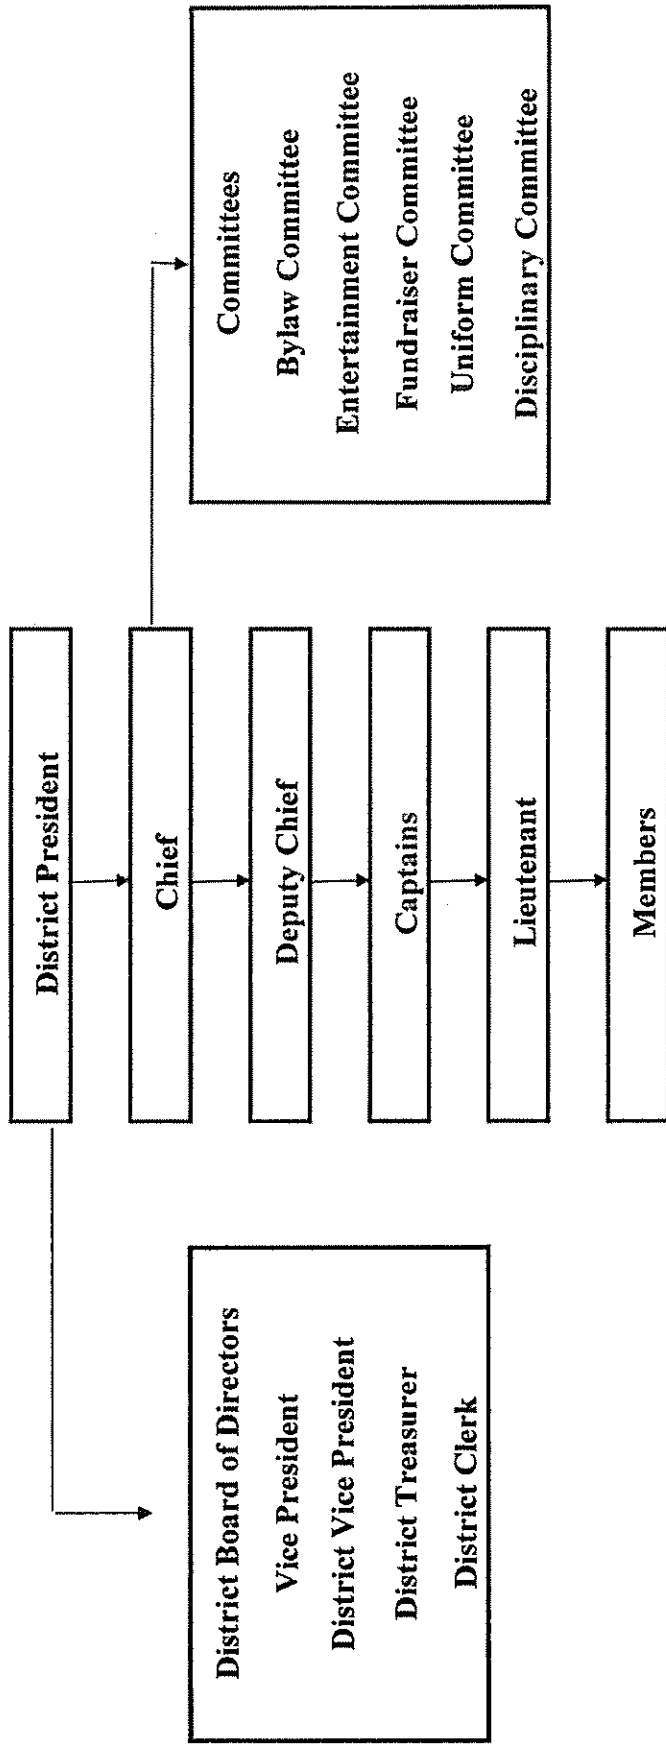 District President
Chief
Deputy Chief
Captains
Lieutenant
Members
District Board of Directors
Vice President
District Vice President
District Treasurer
District Clerk
Committees
Bylaw Committee
Entertainment Committee
Fundraiser Committee
Uniform Committee
Disciplinary Committee